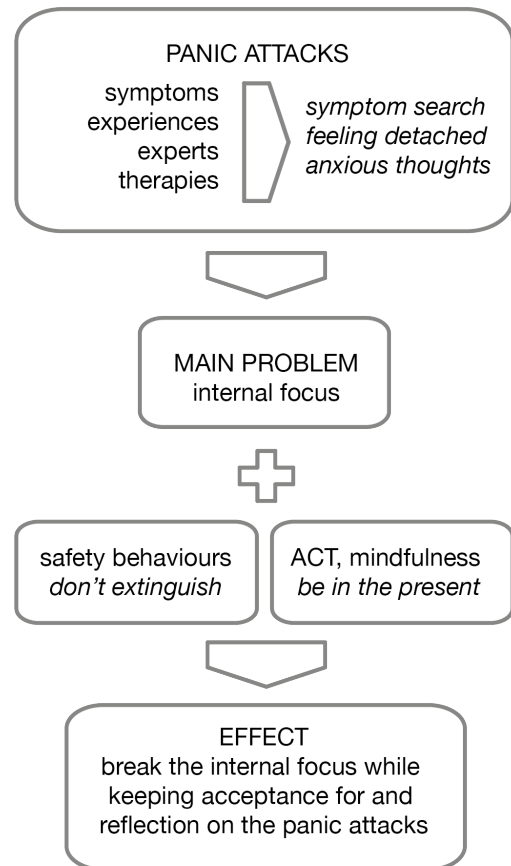 PANIC ATTACKS
symptoms
experiences
experts
therapies
symptom search
feeling detached
anxious thoughts
MAIN PROBLEM
internal focus
safety behaviours
don't extinguish
ACT, mindfulness
be in the present
EFFECT
break the internal focus while
keeping acceptance for and
reflection on the panic attacks